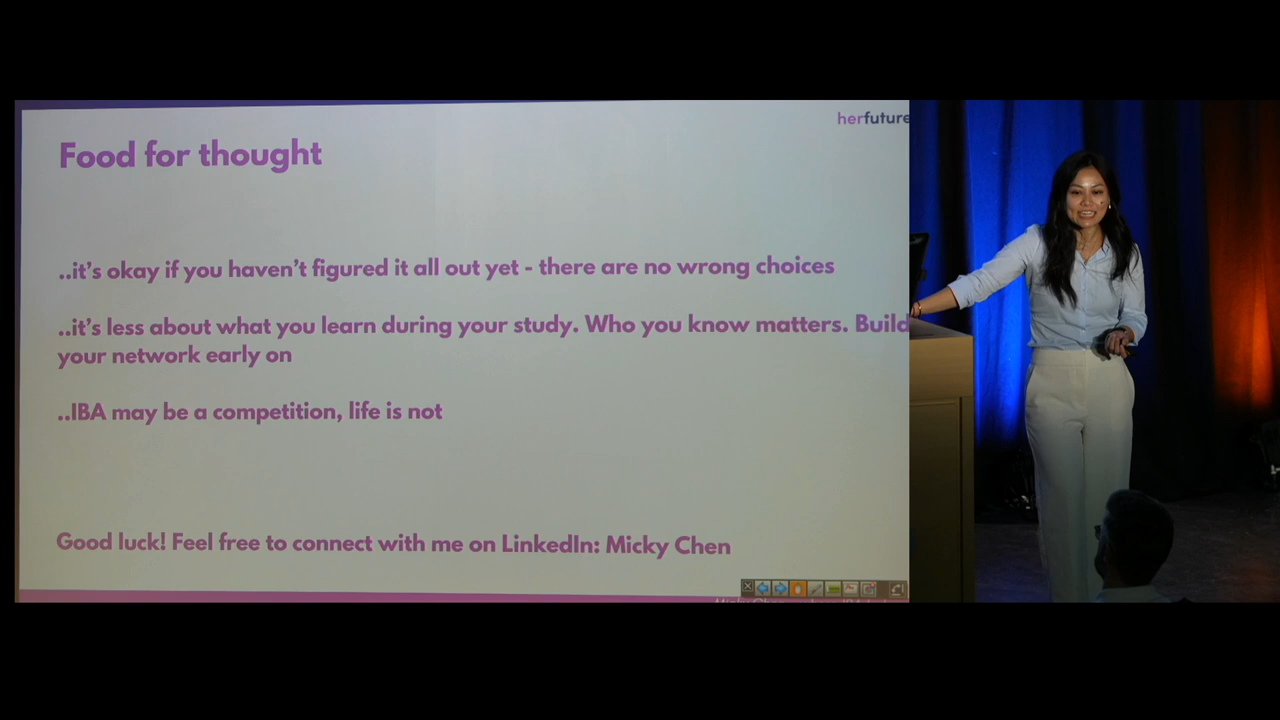 herfuture
Food for thought
..it's okay if you haven't figured it all out yet - there are no wrong choices
..it's less about what you learn during your study. Who you know matters. Build
your network early on
..IBA may be a competition, life is not
Good luck! Feel free to connect with me on LinkedIn: Micky Chen